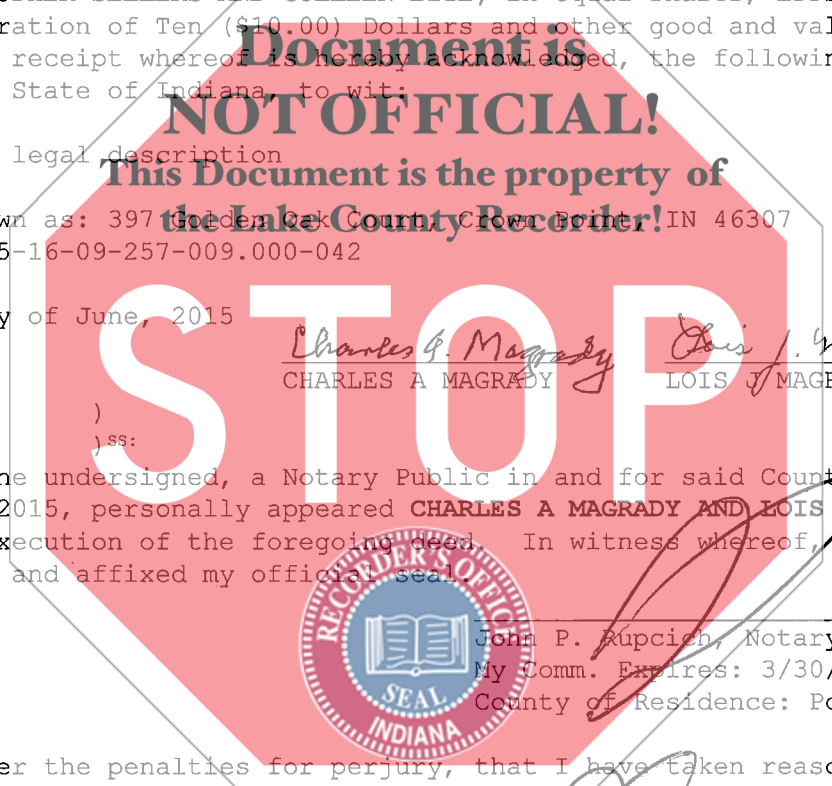 ration of Ten ($10.00) Dollars and other good and val
Document is
receipt whereof is hereby acknowledged, the followin
State of Indiana, to wit:
NOT OFFICIAL!
legal description
This Document is the property of
wn as: 397 Golden Oak Court, Crown Point, IN 46307
the Lake County Recorder!
5-16-09-257-009.000-042
STOP
y of June, 2015
Charles A. Magrady Lois J.
CHARLES A MAGRADY LOIS J MAGR
)
)ss:
he undersigned, a Notary Public in and for said Count
2015, personally appeared CHARLES A MAGRADY AND LOIS
xecution of the foregoing deed. In witness whereof,
and affixed my official seal.
RECORDER'S OFFICE
SEAL
INDIANA
John P. Rupcich, Notary
My Comm. Expires: 3/30/
County of Residence: Po
er the penalties for perjury, that I have taken reaso